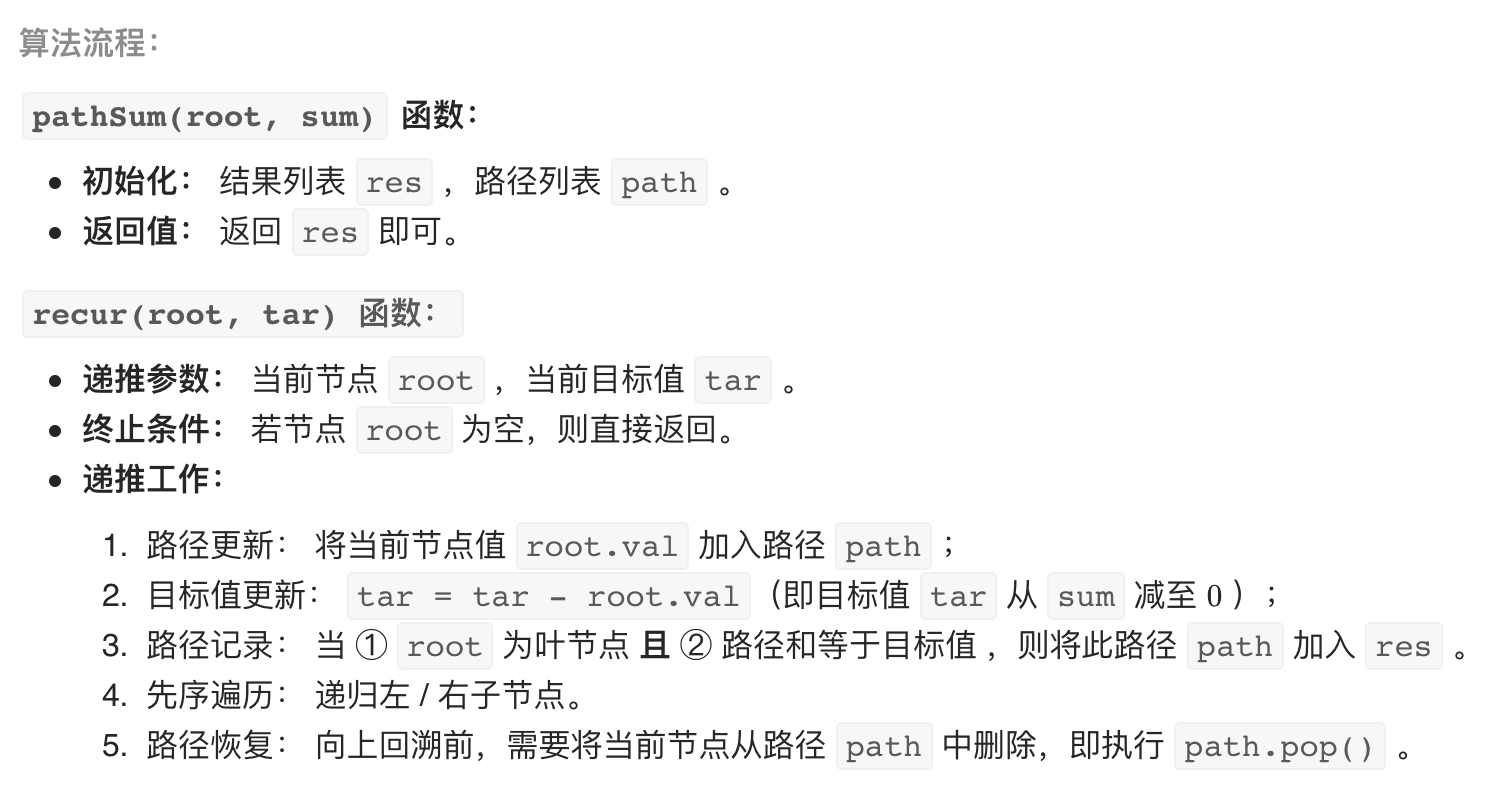 算法流程：
pathSum(root, sum) 函数：
• 初始化： 结果列表 res ，路径列表 path 。
• 返回值： 返回 res 即可。
recur(root, tar) 函数：
• 递推参数： 当前节点 root ，当前目标值 tar 。
• 终止条件： 若节点 root 为空，则直接返回。
• 递推工作：
1. 路径更新： 将当前节点值 root.val 加入路径 path ；
2. 目标值更新： tar = tar - root.val（即目标值 tar 从 sum 减至 0 ）；
3. 路径记录： 当 ① root 为叶节点 且 ② 路径和等于目标值 ，则将此路径 path 加入 res 。
4. 先序遍历： 递归左 / 右子节点。
5. 路径恢复： 向上回溯前，需要将当前节点从路径 path 中删除，即执行 path.pop() 。